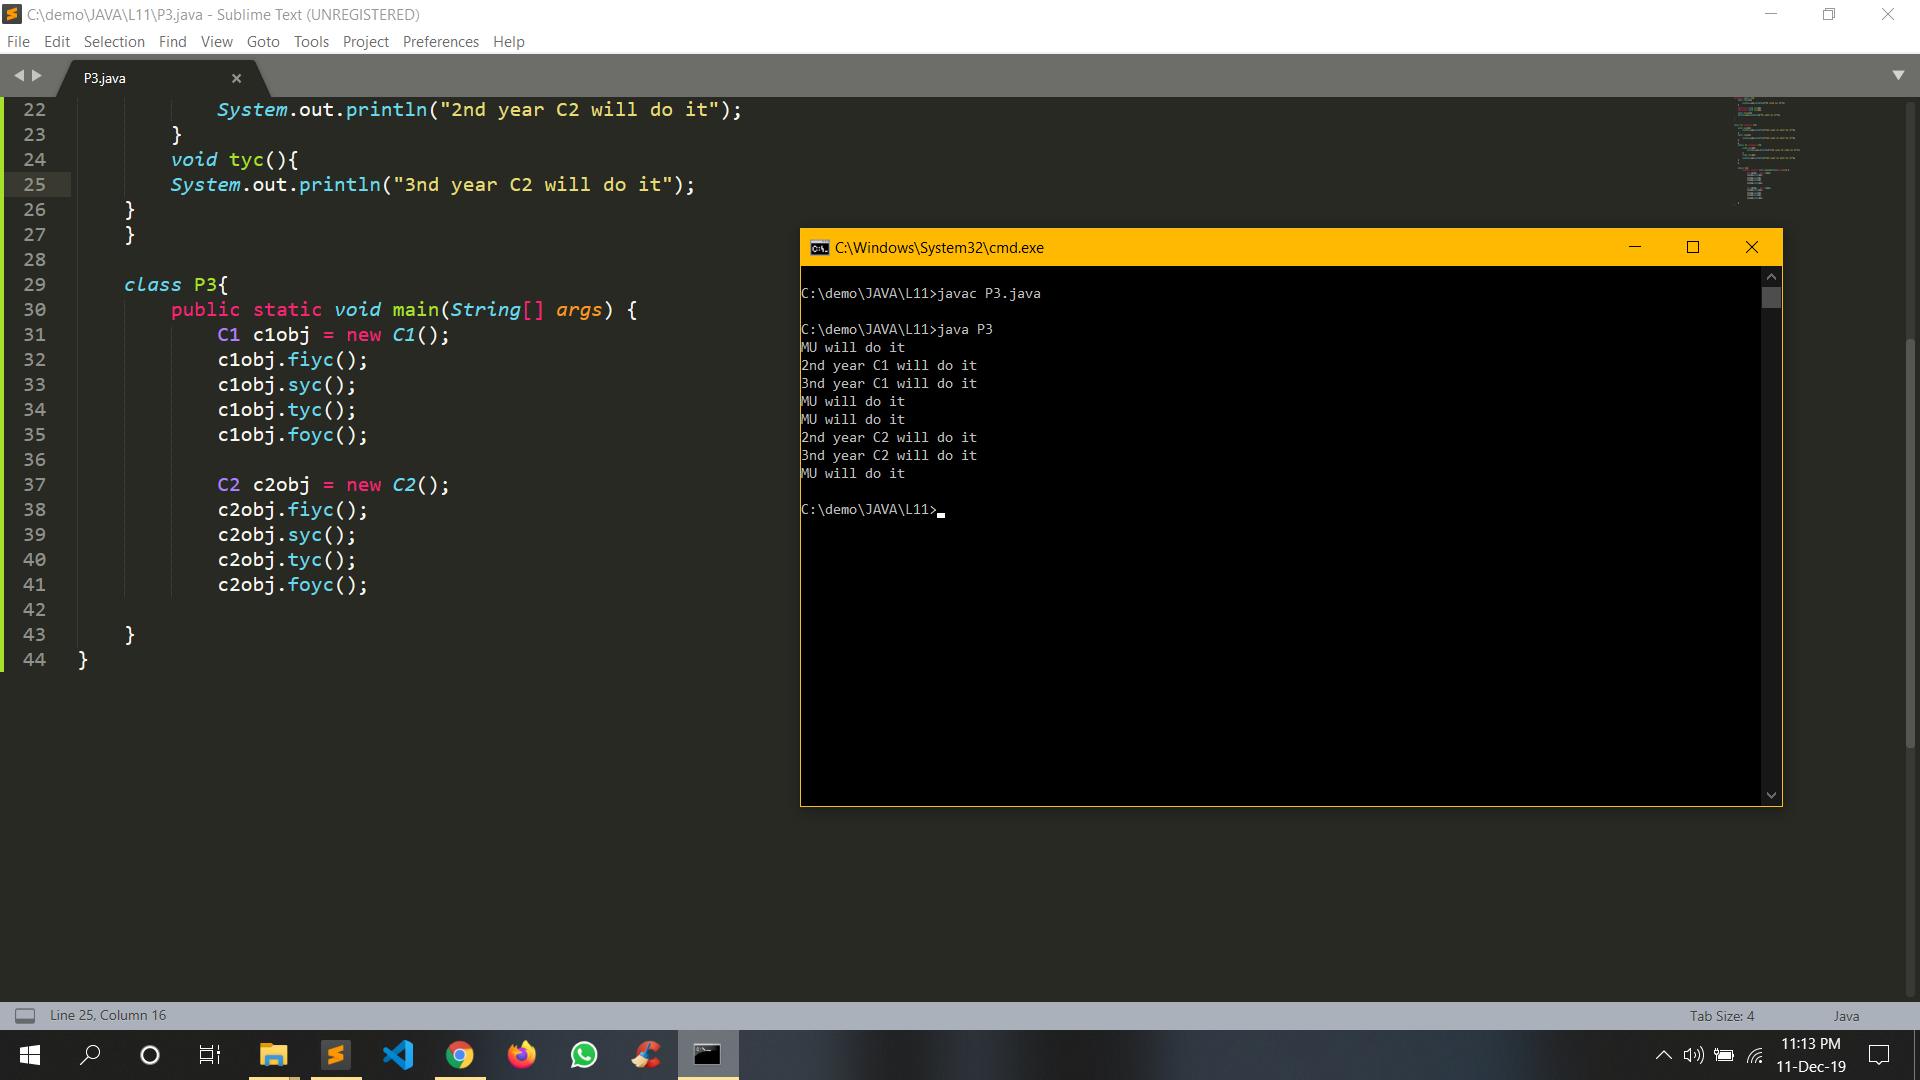 C:\demo\JAVA\L11\P3.java - Sublime Text (UNREGISTERED)
File Edit Selection Find View Goto Tools Project Preferences Help
P3.java
22 System.out.println("2nd year C2 will do it");
23 }
24 void tyc(){
25 System.out.println("3nd year C2 will do it");
26 }
27 }
28
29 class P3{
30 public static void main(String[] args) {
31 C1 c1obj = new C1();
32 c1obj.fiyc();
33 c1obj.syc();
34 c1obj.tyc();
35 c1obj.foyc();
36
37 C2 c2obj = new C2();
38 c2obj.fiyc();
39 c2obj.syc();
40 c2obj.tyc();
41 c2obj.foyc();
42
43 }
44 }
C:\Windows\System32\cmd.exe
C:\demo\JAVA\L11>javac P3.java
C:\demo\JAVA\L11>java P3
MU will do it
2nd year C1 will do it
3nd year C1 will do it
MU will do it
MU will do it
2nd year C2 will do it
3nd year C2 will do it
MU will do it
C:\demo\JAVA\L11>
Line 25, Column 16
Tab Size: 4
Java
11:13 PM
11-Dec-19